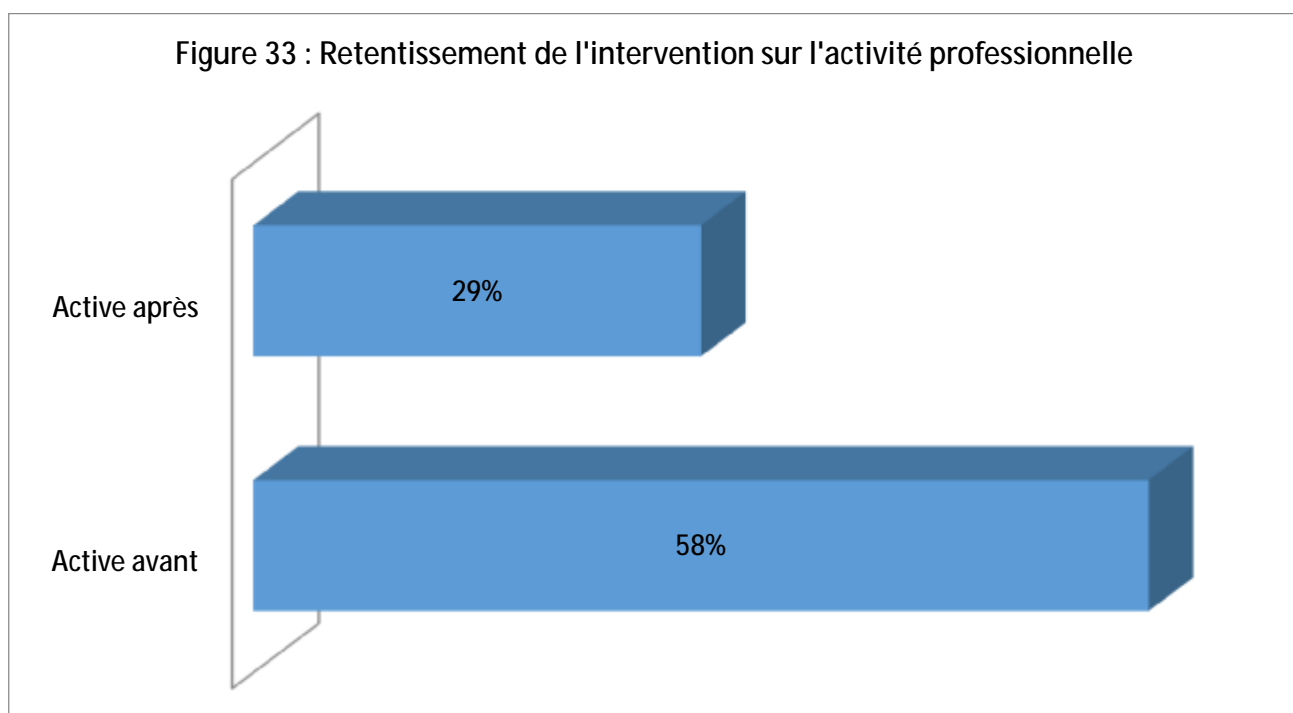 Figure 33 : Retentissement de l'intervention sur l'activité professionnelle
Active après
29%
Active avant
58%